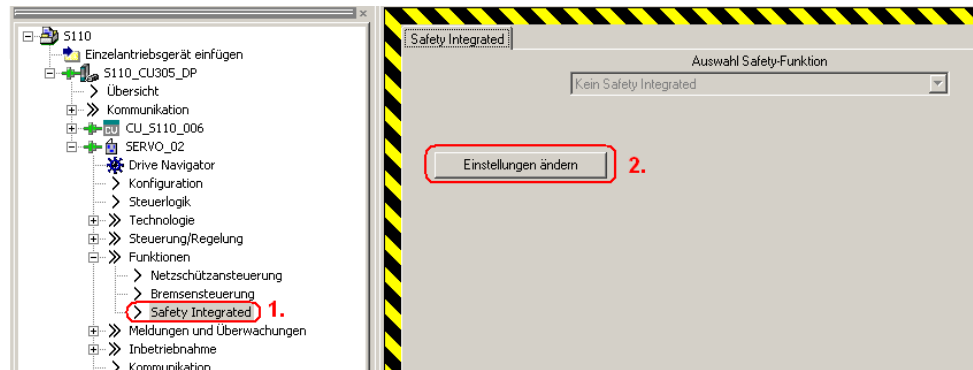 S110
Einzelantriebsgerät einfügen
S110_CU305_DP
Übersicht
Kommunikation
CU_S110_006
SERVO_02
Drive Navigator
Konfiguration
Steuerlogik
Technologie
Steuerung/Regelung
Funktionen
Netzschützansteuerung
Bremsensteuerung
Safety Integrated 1.
Meldungen und Überwachungen
Inbetriebnahme
Kommunikation
Safety Integrated
Auswahl Safety-Funktion
Kein Safety Integrated
Einstellungen ändern 2.